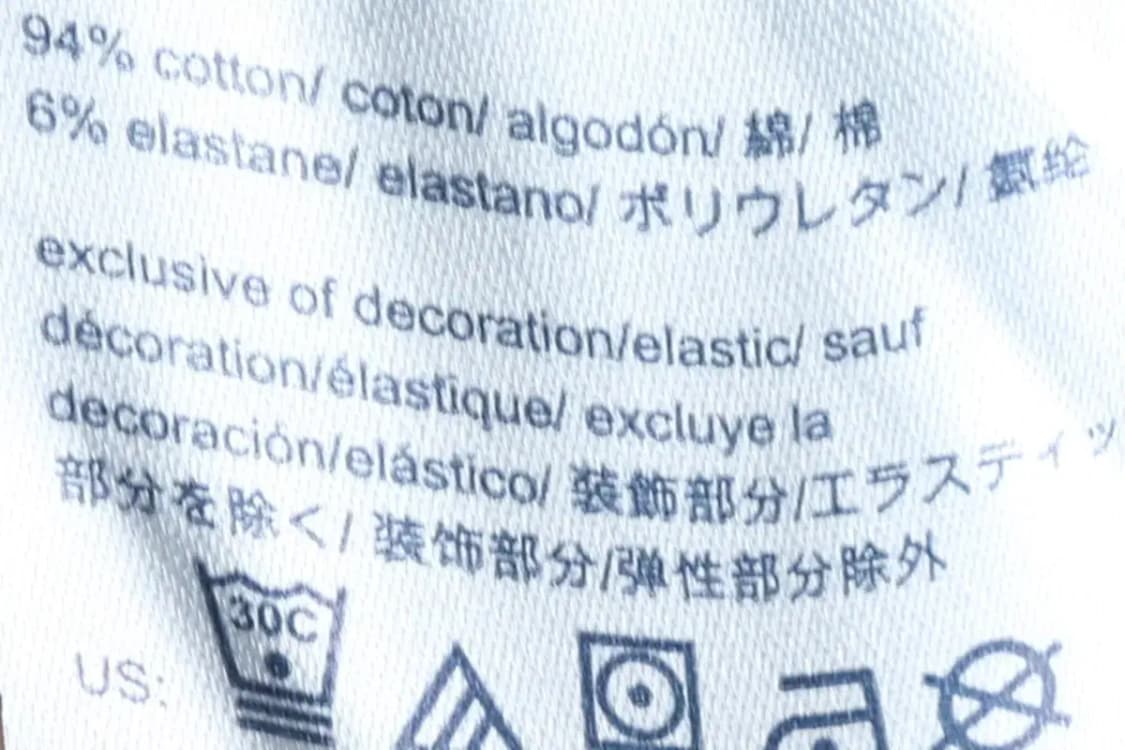 94% cotton/ coton/ algodón/ 綿/ 棉
6% elastane/ elastano/ ポリウレタン/ 氨纶
exclusive of decoration/elastic/ sauf
décoration/élastique/ excluye la
decoración/elástico/ 装飾部分/エラスティッ
部分を除く/ 装饰部分/弹性部分除外
30C
US: